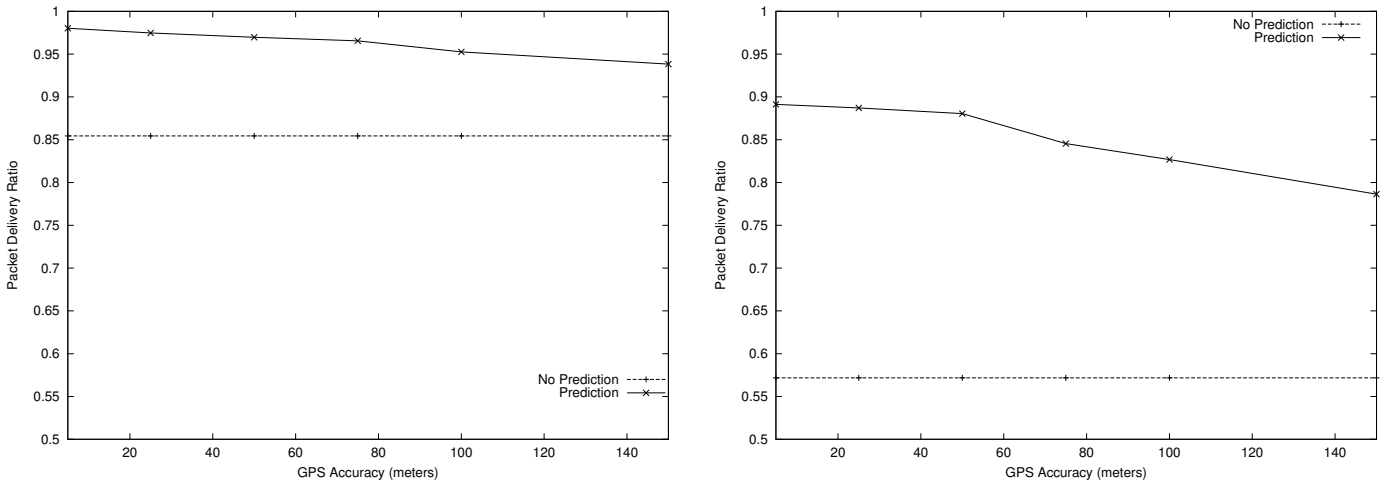 1
0.95
0.9
0.85
0.8
0.75
0.7
0.65
0.6
0.55
0.5
Packet Delivery Ratio
No Prediction
Prediction
20 40 60 80 100 120 140
GPS Accuracy (meters)
1
0.95
0.9
0.85
0.8
0.75
0.7
0.65
0.6
0.55
0.5
Packet Delivery Ratio
No Prediction
Prediction
20 40 60 80 100 120 140
GPS Accuracy (meters)